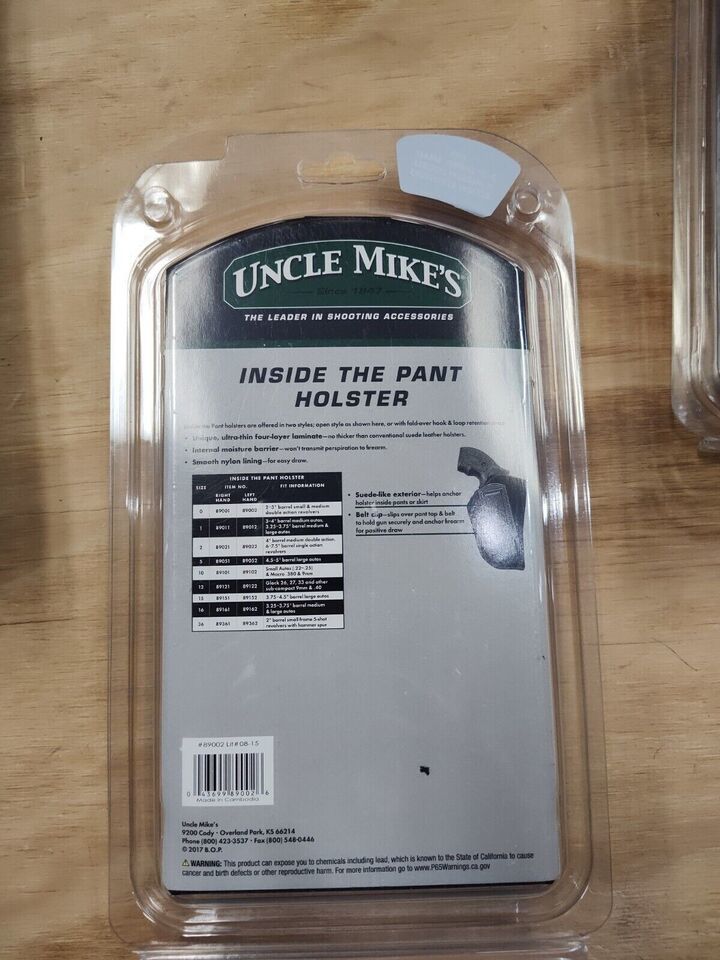 UNCLE MIKE'S
Since 1947
THE LEADER IN SHOOTING ACCESSORIES
INSIDE THE PANT
HOLSTER
Pant holsters are offered in two styles; open style as shown here, or with fold-over hook & loop retention
• Unique, ultra-thin four-layer laminate—no thicker than conventional suede leather holsters.
• Internal moisture barrier—won't transmit perspiration to firearm.
• Smooth nylon lining—for easy draw.
INSIDE THE PANT HOLSTER
SIZE ITEM NO. FIT INFORMATION
RIGHT HAND LEFT HAND
0 89001 89002 2-3" barrel small & medium double action revolvers
1 89011 89012 3-4" barrel medium autos, 3.25-3.75" barrel medium & large autos
2 89021 89022 4" barrel medium double action, 6-7.5" barrel single action revolvers
5 89051 89052 4.5-5" barrel large autos
10 89101 89102 Small Autos (.22-.25) & Micro .380 & 9mm
12 89121 89122 Glock 26, 27, 33 and other sub-compact 9mm & .40
15 89151 89152 3.75-4.5" barrel large autos
16 89161 89162 3.25-3.75" barrel medium & large autos
36 89361 89362 2" barrel small-frame 5-shot revolvers with hammer spur
• Suede-like exterior—helps anchor
holster inside pants or skirt
• Belt clip—slips over pant top & belt
to hold gun securely and anchor firearm
for positive draw
#89002 Lit#08-15
0 43699 89002 6
Made in Cambodia
Uncle Mike's
9200 Cody • Overland Park, KS 66214
Phone (800) 423-3537 • Fax (800) 548-0446
© 2017 B.O.P.
⚠ WARNING: This product can expose you to chemicals including lead, which is known to the State of California to cause
cancer and birth defects or other reproductive harm. For more information go to www.P65Warnings.ca.gov